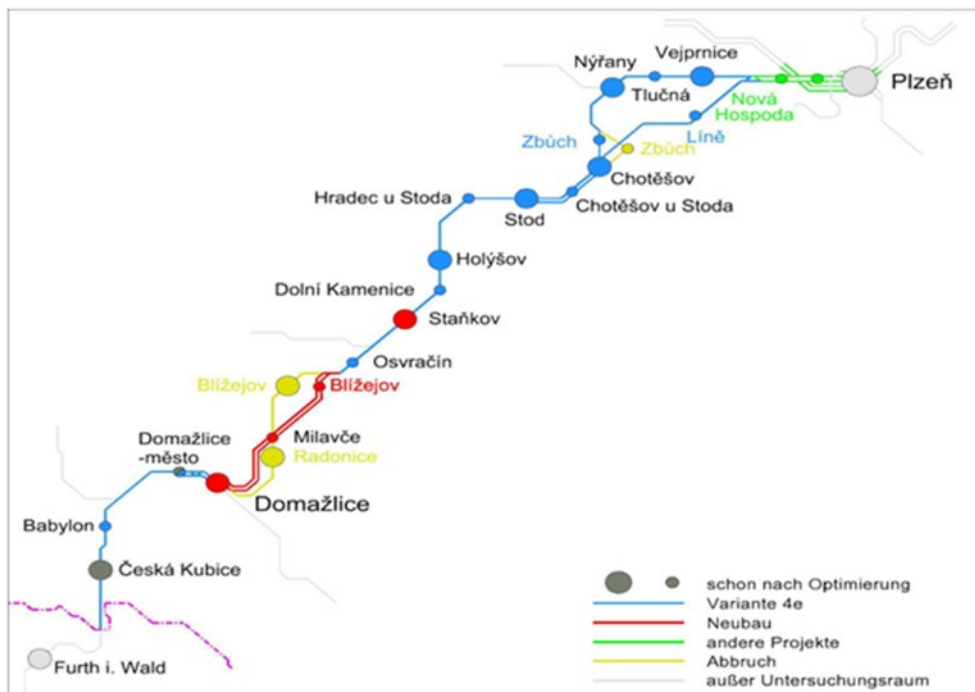 Nýřany
Vejprnice
Plzeň
Tlučná
Nová
Hospoda
Zbůch
Líně
Zbůch
Chotěšov
Hradec u Stoda
Chotěšov u Stoda
Stod
Holýšov
Dolní Kamenice
Staňkov
Osvračín
Blížejov
Blížejov
Domažlice
-město
Milavče
Radonice
Domažlice
Babylon
Česká Kubice
Furth i. Wald
schon nach Optimierung
Variante 4e
Neubau
andere Projekte
Abbruch
außer Untersuchungsraum